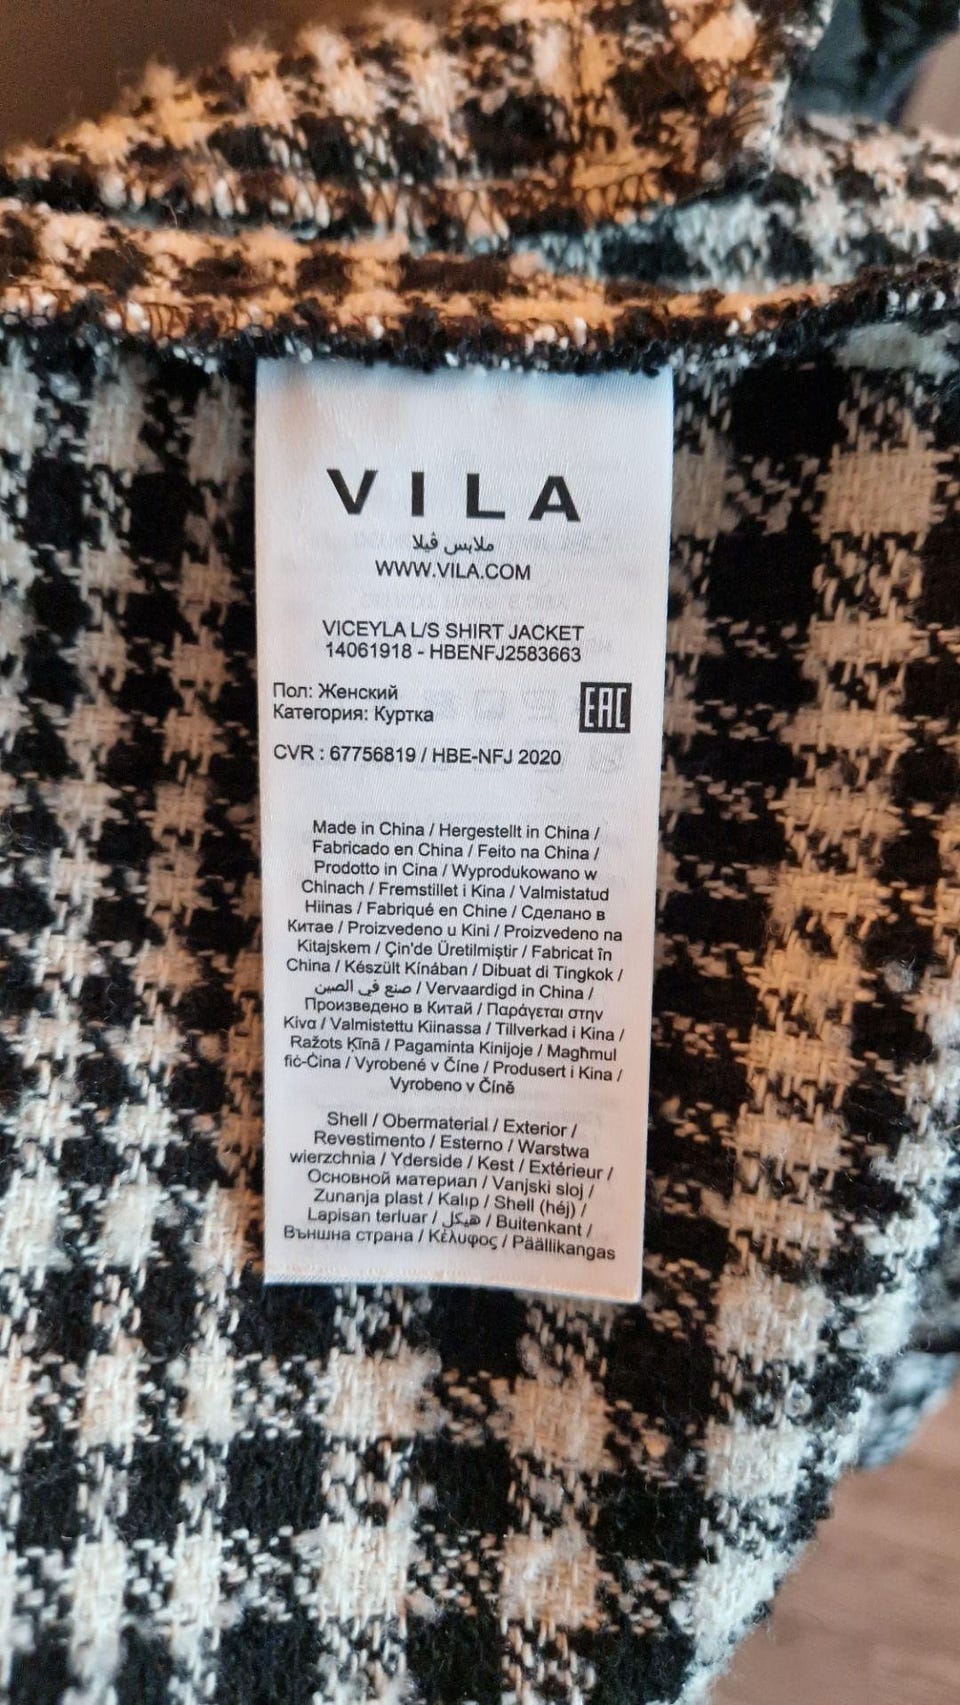 VILA
ملابس ڤيلا
WWW.VILA.COM
VICEYLA L/S SHIRT JACKET
14061918 - HBENFJ2583663
Пол: Женский
Категория: Куртка
EAC
CVR : 67756819 / HBE-NFJ 2020
Made in China / Hergestellt in China /
Fabricado en China / Feito na China /
Prodotto in Cina / Wyprodukowano w
Chinach / Fremstillet i Kina / Valmistatud
Hiinas / Fabriqué en Chine / Сделано в
Китае / Proizvedeno u Kini / Proizvedeno na
Kitajskem / Çin'de Üretilmiştir / Fabricat în
China / Készült Kínában / Dibuat di Tingkok /
صنع في الصين / Vervaardigd in China /
Произведено в Китай / Παράγεται στην
Κίνα / Valmistettu Kiinassa / Tillverkad i Kina /
Ražots Ķīnā / Pagaminta Kinijoje / Magħmul
fiċ-Ċina / Vyrobené v Číne / Produsert i Kina /
Vyrobeno v Číně
Shell / Obermaterial / Exterior /
Revestimento / Esterno / Warstwa
wierzchnia / Yderside / Kest / Extérieur /
Основной материал / Vanjski sloj /
Zunanja plast / Kalıp / Shell (héj) /
Lapisan terluar / هيكل / Buitenkant /
Външна страна / Κέλυφος / Päällikangas